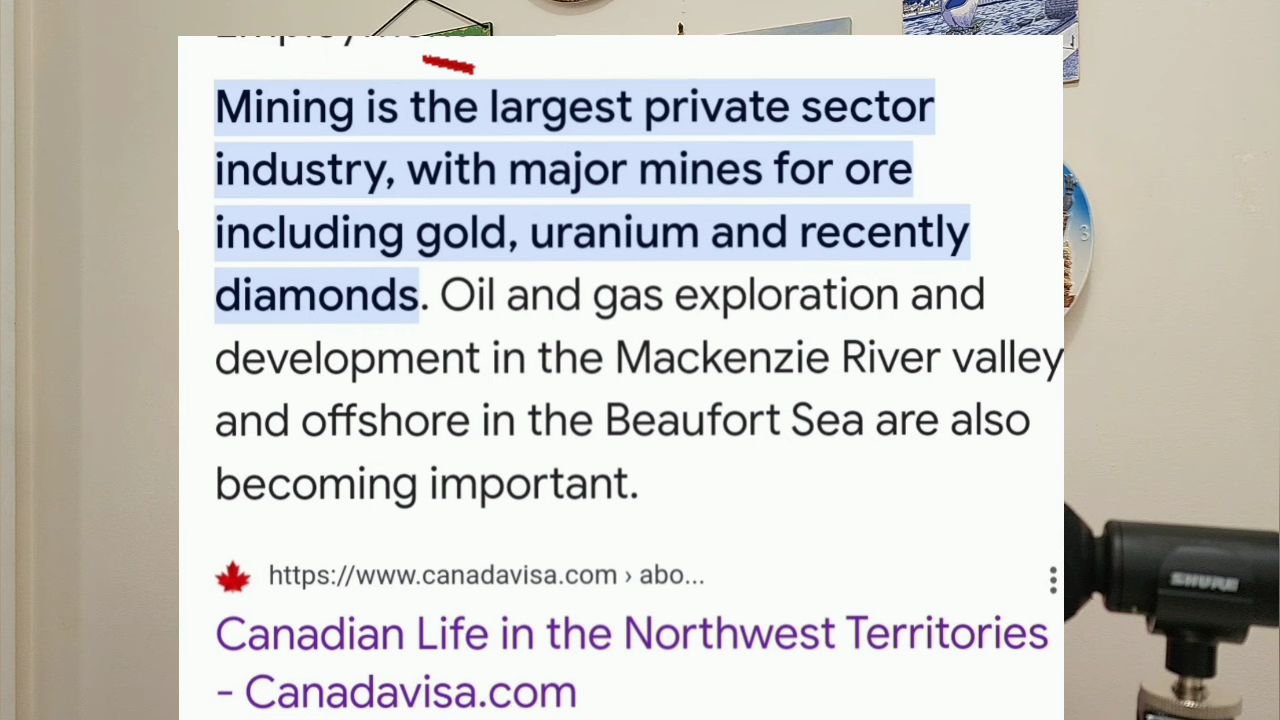 Mining is the largest private sector
industry, with major mines for ore
including gold, uranium and recently
diamonds. Oil and gas exploration and
development in the Mackenzie River valley
and offshore in the Beaufort Sea are also
becoming important.
https://www.canadavisa.com › abo...
Canadian Life in the Northwest Territories
- Canadavisa.com
SHURE
3